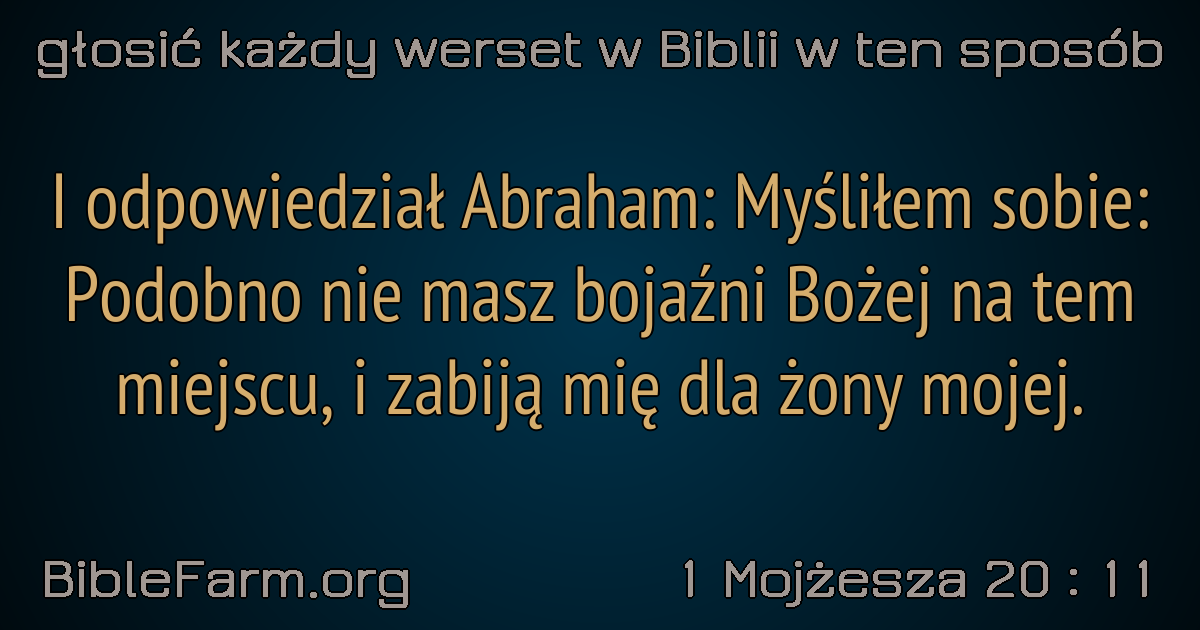 głosić każdy werset w Biblii w ten sposób
I odpowiedział Abraham: Myśliłem sobie:
Podobno nie masz bojaźni Bożej na tem
miejscu, i zabiją mię dla żony mojej.
BibleFarm.org
1 Mojżesza 20 : 11